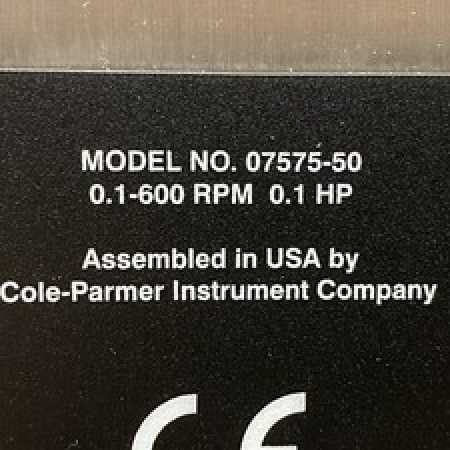 MODEL NO. 07575-50
0.1-600 RPM 0.1 HP
Assembled in USA by
Cole-Parmer Instrument Company
CE